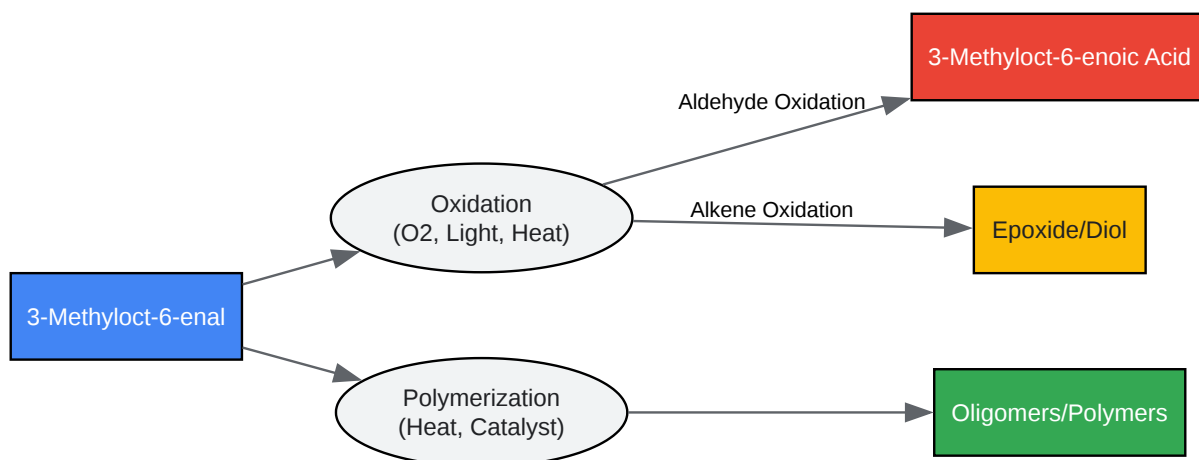 3-Methyloct-6-enoic Acid
Aldehyde Oxidation
Oxidation
(O2, Light, Heat)
Alkene Oxidation
Epoxide/Diol
3-Methyloct-6-enal
Polymerization
(Heat, Catalyst)
Oligomers/Polymers